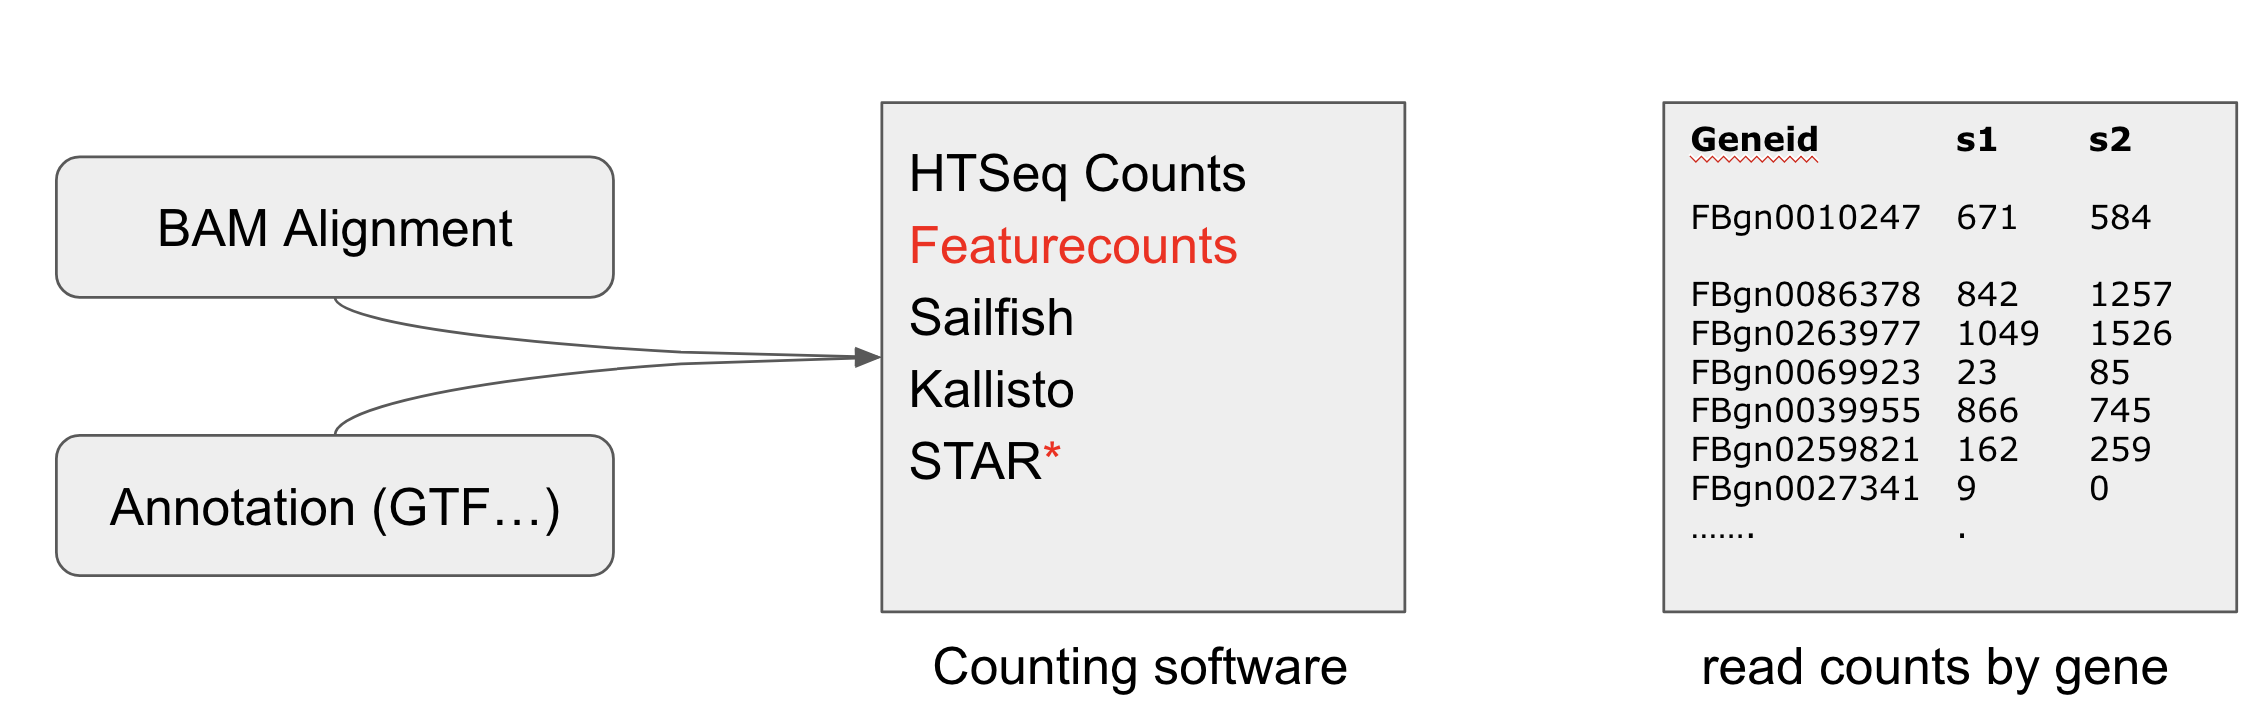 BAM Alignment
Annotation (GTF...)
HTSeq Counts
Featurecounts
Sailfish
Kallisto
STAR*
Counting software
Geneid s1 s2
FBgn0010247 671 584
FBgn0086378 842 1257
FBgn0263977 1049 1526
FBgn0069923 23 85
FBgn0039955 866 745
FBgn0259821 162 259
FBgn0027341 9 0
……. .
read counts by gene